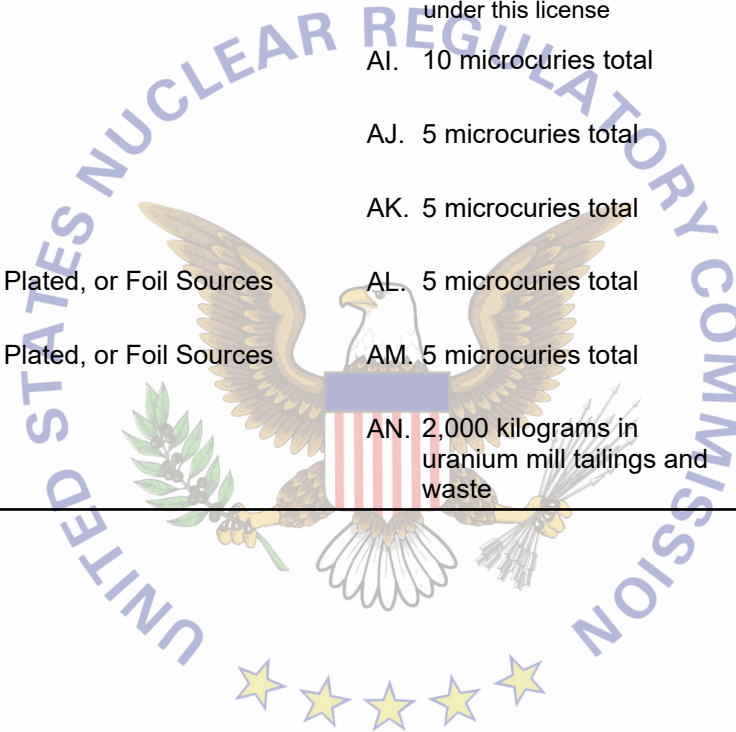 under this license
AI. 10 microcuries total
AJ. 5 microcuries total
AK. 5 microcuries total
Plated, or Foil Sources AL. 5 microcuries total
Plated, or Foil Sources AM. 5 microcuries total
AN. 2,000 kilograms in
uranium mill tailings and
waste
UNITED STATES NUCLEAR REGULATORY COMMISSION